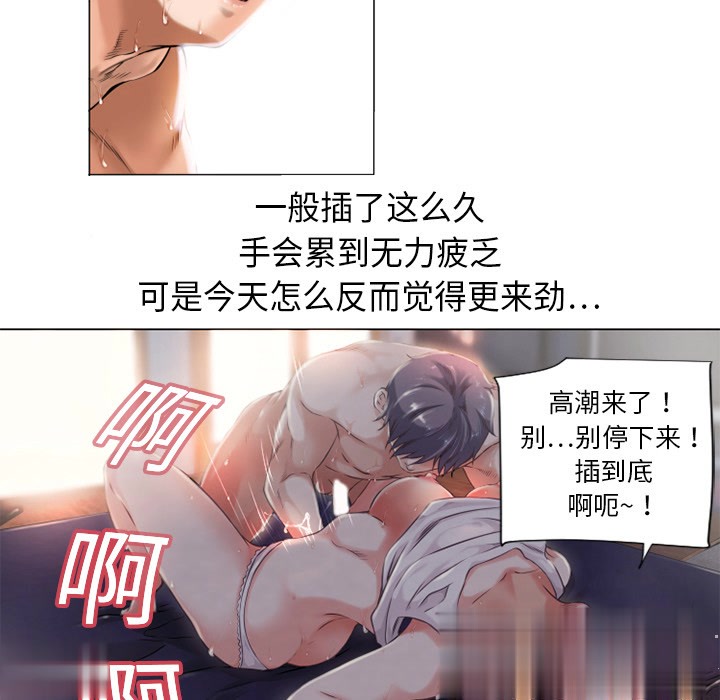 一般插了这么久
手会累到无力疲乏
可是今天怎么反而觉得更来劲...
高潮来了！
别...别停下来！
插到底
啊呃~！
啊
啊
啊